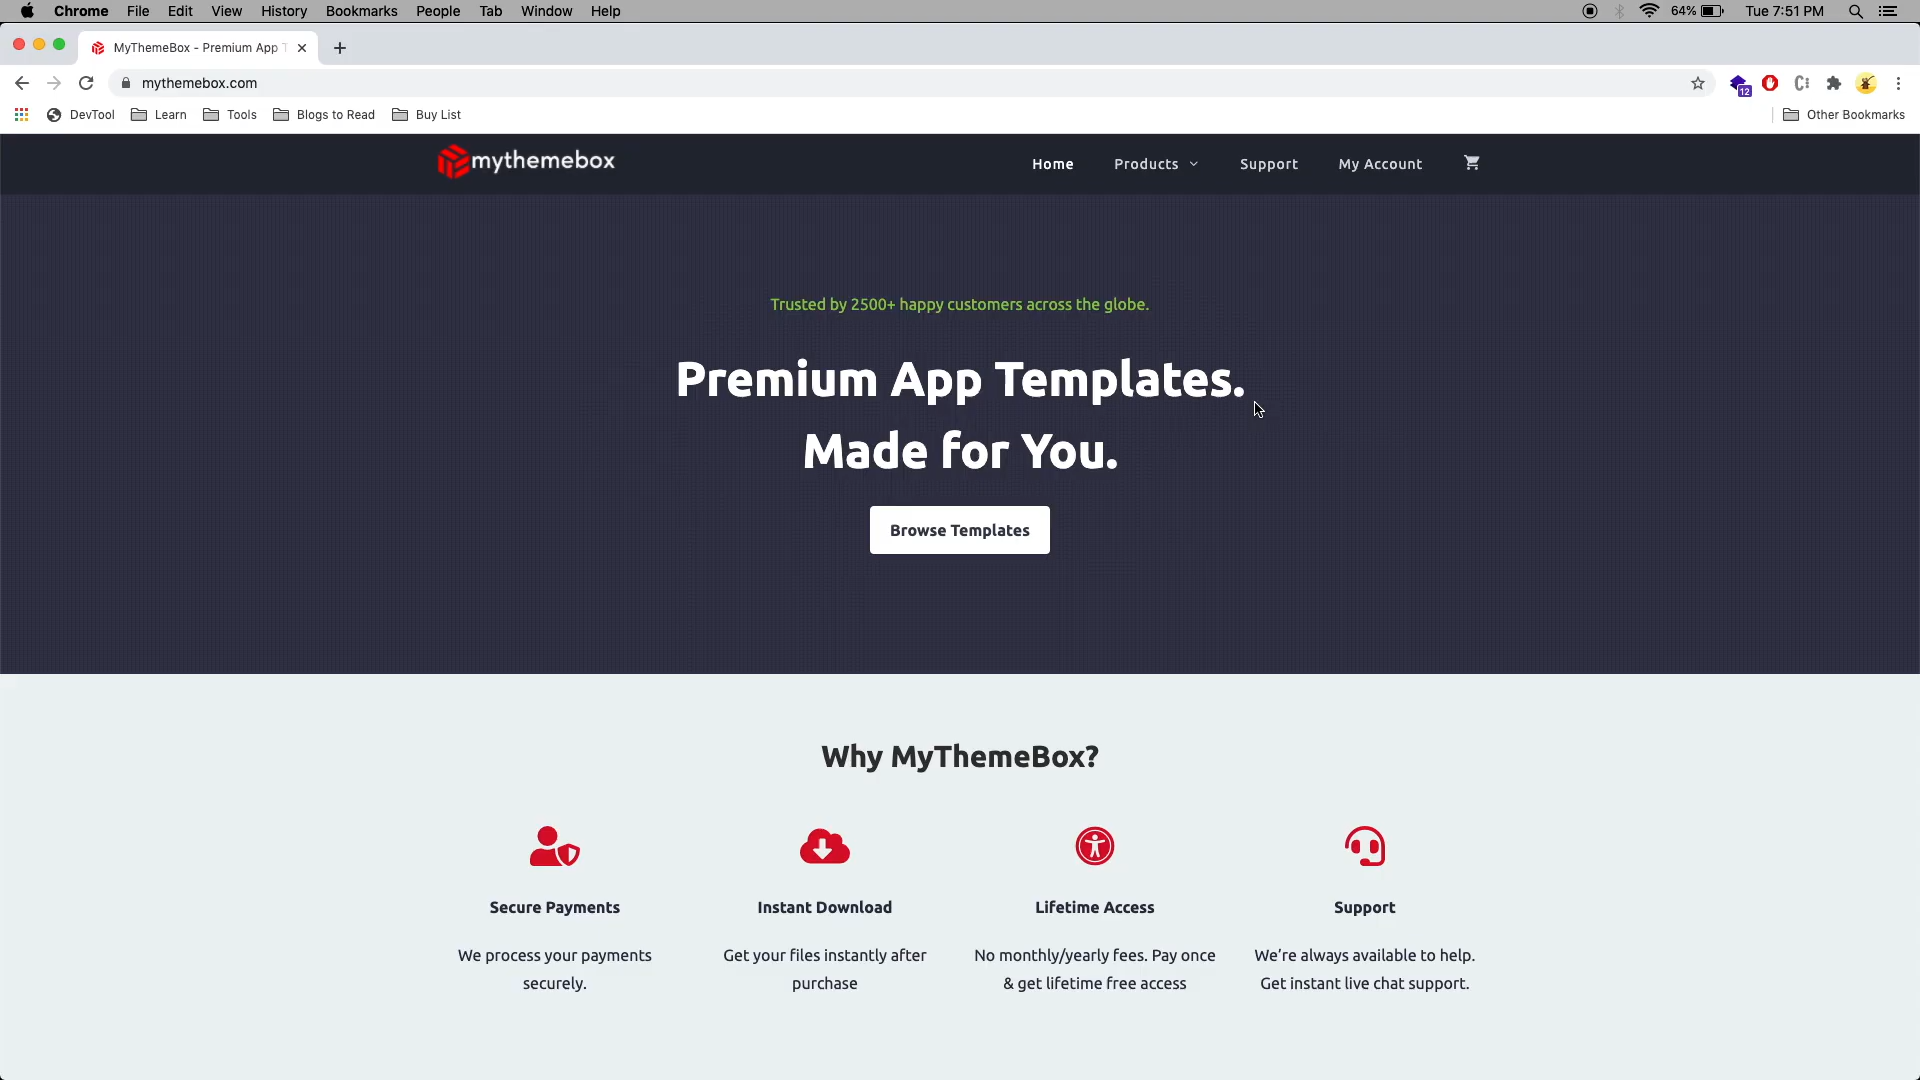 Chrome File Edit View History Bookmarks People Tab Window Help 64% Tue 7:51 PM
MyThemeBox - Premium App T
mythemebox.com
12
DevTool Learn Tools Blogs to Read Buy List Other Bookmarks
mythemebox Home Products Support My Account
Trusted by 2500+ happy customers across the globe.
Premium App Templates.
Made for You.
Browse Templates
Why MyThemeBox?
Secure Payments
We process your payments
securely.
Instant Download
Get your files instantly after
purchase
Lifetime Access
No monthly/yearly fees. Pay once
& get lifetime free access
Support
We’re always available to help.
Get instant live chat support.